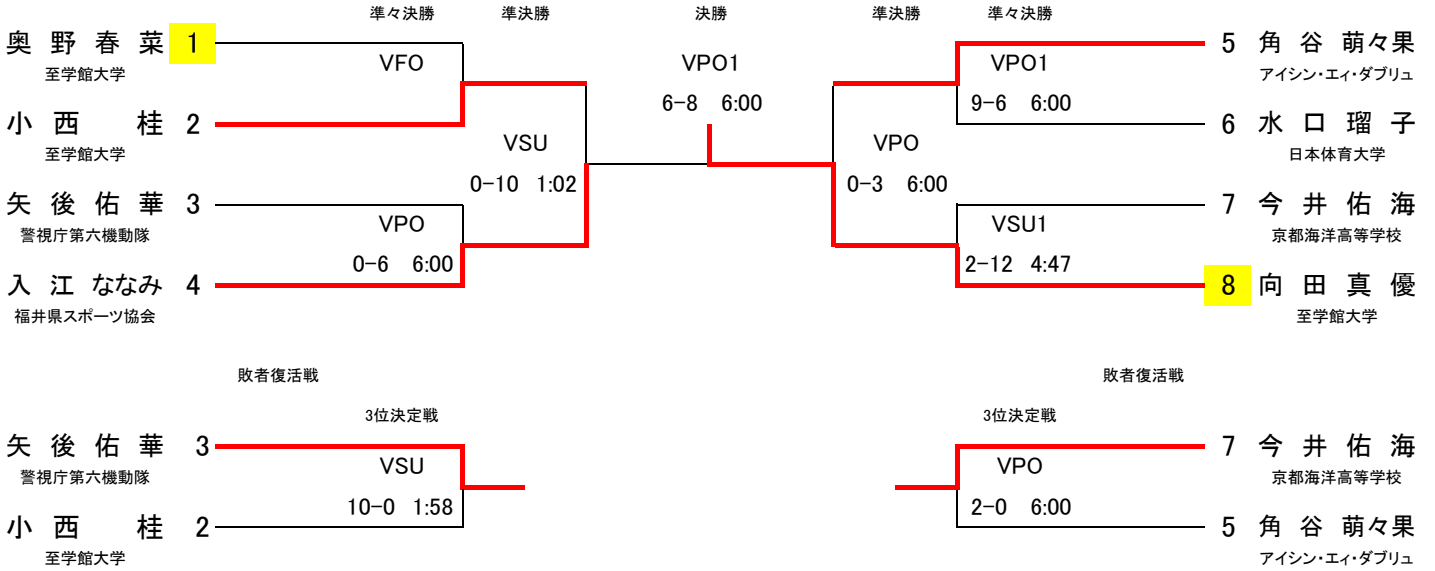 準々決勝 準決勝 決勝 準決勝 準々決勝
奥野春菜 1
至学館大学
VFO
小西 桂 2
至学館大学
VSU
0-10 1:02
矢後佑華 3
警視庁第六機動隊
VPO
0-6 6:00
入江 ななみ 4
福井県スポーツ協会
VPO1
6-8 6:00
5 角谷 萌々果
アイシン・エィ・ダブリュ
VPO1
9-6 6:00
6 水口瑠子
日本体育大学
VPO
0-3 6:00
7 今井佑海
京都海洋高等学校
VSU1
2-12 4:47
8 向田真優
至学館大学
敗者復活戦
3位決定戦
矢後佑華 3
警視庁第六機動隊
VSU
10-0 1:58
小西 桂 2
至学館大学
敗者復活戦
3位決定戦
7 今井佑海
京都海洋高等学校
VPO
2-0 6:00
5 角谷 萌々果
アイシン・エィ・ダブリュ